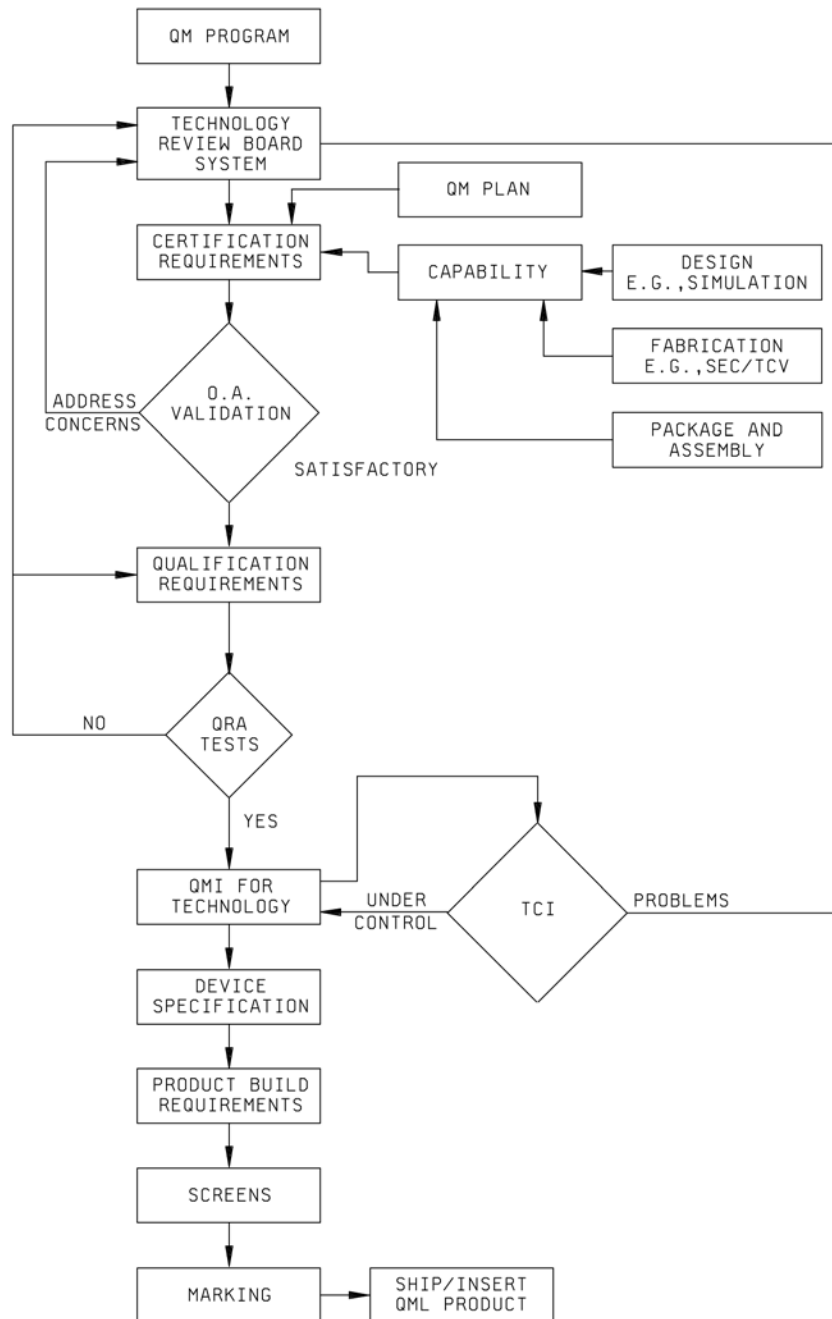 QM PROGRAM
TECHNOLOGY
REVIEW BOARD
SYSTEM
QM PLAN
CERTIFICATION
REQUIREMENTS
CAPABILITY
DESIGN
E.G.,SIMULATION
FABRICATION
E.G.,SEC/TCV
PACKAGE AND
ASSEMBLY
ADDRESS
CONCERNS
O.A.
VALIDATION
SATISFACTORY
QUALIFICATION
REQUIREMENTS
NO
QRA
TESTS
YES
QMI FOR
TECHNOLOGY
UNDER
CONTROL
TCI
PROBLEMS
DEVICE
SPECIFICATION
PRODUCT BUILD
REQUIREMENTS
SCREENS
MARKING
SHIP/INSERT
QML PRODUCT